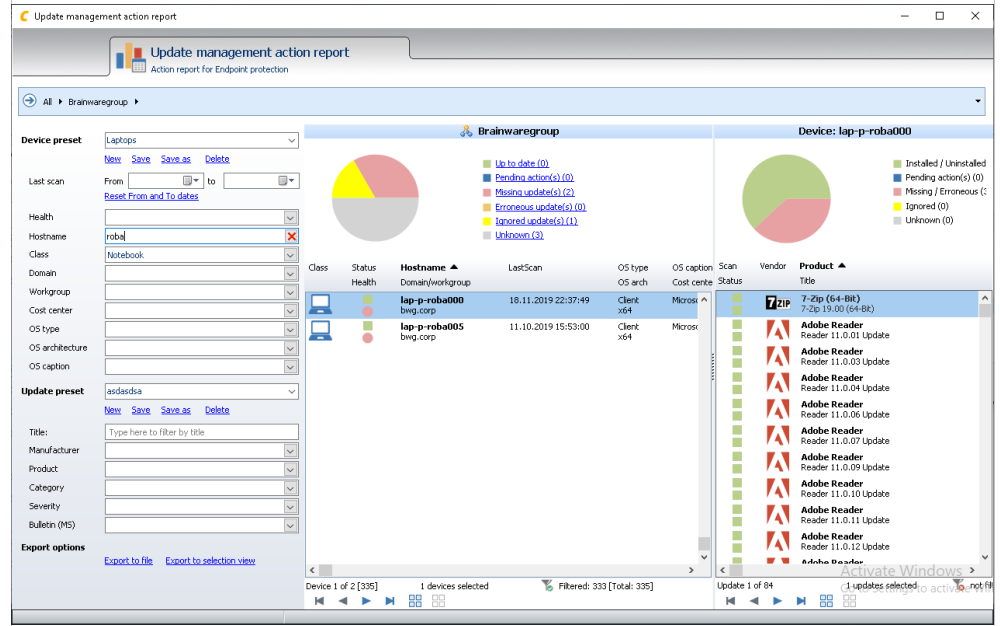 Update management action report
Update management action report
Action report for Endpoint protection
All Brainwaregroup
Device preset Laptops
New Save Save as Delete
Last scan From to
Reset From and To dates
Health
Hostname roba
Class Notebook
Domain
Workgroup
Cost center
OS type
OS architecture
OS caption
Update preset asdasdsa
New Save Save as Delete
Title: Type here to filter by title
Manufacturer
Product
Category
Severity
Bulletin (MS)
Export options
Export to file Export to selection view
Brainwaregroup
Up to date (0)
Pending action(s) (0)
Missing update(s) (2)
Erroneous update(s) (0)
Ignored update(s) (1)
Unknown (3)
Class Status Hostname LastScan OS type OS caption
Health Domain/workgroup OS arch Cost cente
lap-p-roba000 18.11.2019 22:37:49 Client Microsc
bwg.corp x64
lap-p-roba005 11.10.2019 15:53:00 Client Microsc
bwg.corp x64
Device 1 of 2 [335] 1 devices selected Filtered: 333 [Total: 335]
Device: lap-p-roba000
Installed / Uninstalled
Pending action(s) (0)
Missing / Erroneous (
Ignored (0)
Unknown (0)
Scan Vendor Product
Status Title
7ZIP 7-Zip (64-Bit)
7-Zip 19.00 (64-Bit)
Adobe Reader
Reader 11.0.01 Update
Adobe Reader
Reader 11.0.03 Update
Adobe Reader
Reader 11.0.04 Update
Adobe Reader
Reader 11.0.06 Update
Adobe Reader
Reader 11.0.07 Update
Adobe Reader
Reader 11.0.09 Update
Adobe Reader
Reader 11.0.10 Update
Adobe Reader
Reader 11.0.11 Update
Adobe Reader
Reader 11.0.12 Update
Adobe Reader
Activate Windows
Update 1 of 84 1 updates selected not filt
Go to Settings to activate Win